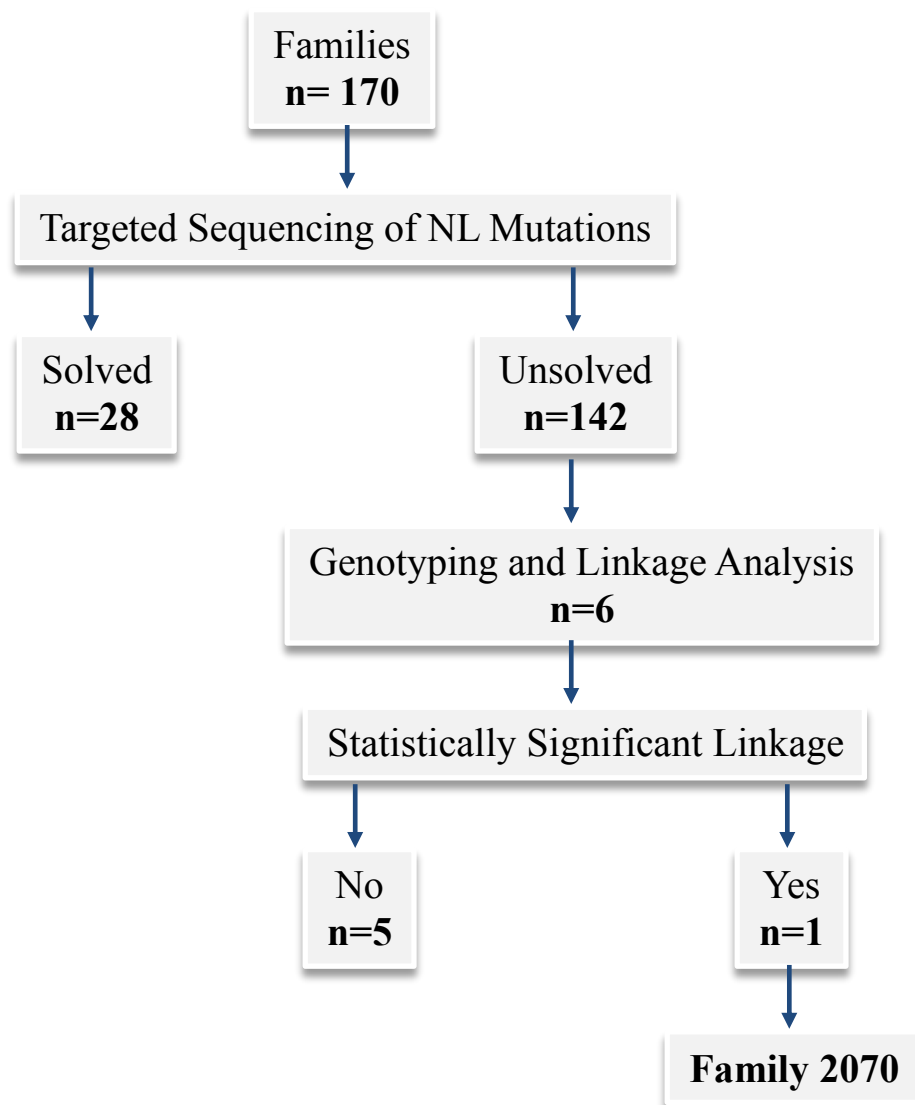 Families
n= 170
Targeted Sequencing of NL Mutations
Solved
n=28
Unsolved
n=142
Genotyping and Linkage Analysis
n=6
Statistically Significant Linkage
No
n=5
Yes
n=1
Family 2070